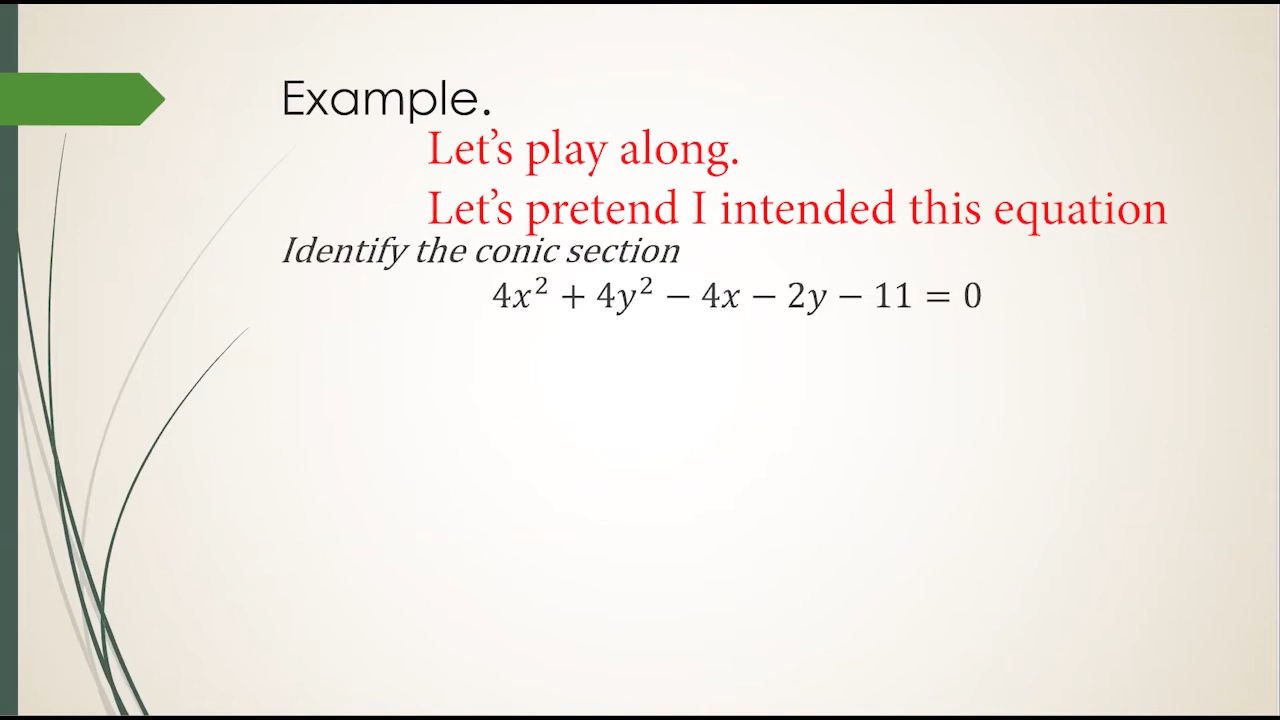 Example.
Let’s play along.
Let’s pretend I intended this equation
Identify the conic section
4x² + 4y² − 4x − 2y − 11 = 0